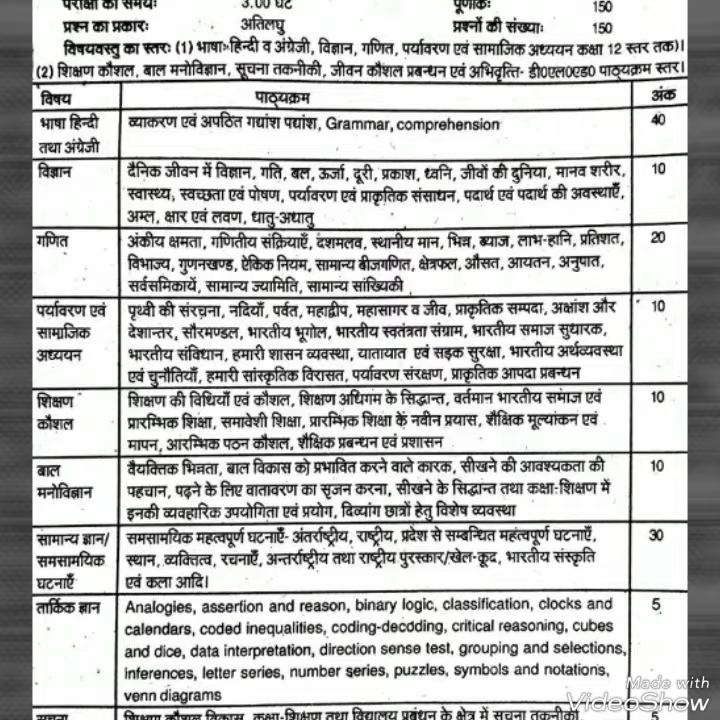 परीक्षा का समयः 3.00 घंटे पूर्णांकः 150
प्रश्न का प्रकारः अतिलघु प्रश्नों की संख्याः 150
विषयवस्तु का स्तरः (1) भाषा-हिन्दी व अंग्रेजी, विज्ञान, गणित, पर्यावरण एवं सामाजिक अध्ययन कक्षा 12 स्तर तक)।
(2) शिक्षण कौशल, बाल मनोविज्ञान, सूचना तकनीकी, जीवन कौशल प्रबन्धन एवं अभिवृत्ति- डी०एल०एड० पाठ्यक्रम स्तर।
विषय पाठ्यक्रम अंक
भाषा हिन्दी व्याकरण एवं अपठित गद्यांश पद्यांश, Grammar, comprehension 40
तथा अंग्रेजी
विज्ञान दैनिक जीवन में विज्ञान, गति, बल, ऊर्जा, दूरी, प्रकाश, ध्वनि, जीवों की दुनिया, मानव शरीर, 10
स्वास्थ्य, स्वच्छता एवं पोषण, पर्यावरण एवं प्राकृतिक संसाधन, पदार्थ एवं पदार्थ की अवस्थाएँ,
अम्ल, क्षार एवं लवण, धातु-अधातु
गणित अंकीय क्षमता, गणितीय संक्रियाएँ, दशमलव, स्थानीय मान, भिन्न, ब्याज, लाभ-हानि, प्रतिशत, 20
विभाज्य, गुणनखण्ड, ऐकिक नियम, सामान्य बीजगणित, क्षेत्रफल, औसत, आयतन, अनुपात,
सर्वसमिकायें, सामान्य ज्यामिति, सामान्य सांख्यिकी
पर्यावरण एवं पृथ्वी की संरचना, नदियाँ, पर्वत, महाद्वीप, महासागर व जीव, प्राकृतिक सम्पदा, अक्षांश और 10
सामाजिक देशान्तर, सौरमण्डल, भारतीय भूगोल, भारतीय स्वतंत्रता संग्राम, भारतीय समाज सुधारक,
अध्ययन भारतीय संविधान, हमारी शासन व्यवस्था, यातायात एवं सड़क सुरक्षा, भारतीय अर्थव्यवस्था
एवं चुनौतियाँ, हमारी सांस्कृतिक विरासत, पर्यावरण संरक्षण, प्राकृतिक आपदा प्रबन्धन
शिक्षण शिक्षण की विधियाँ एवं कौशल, शिक्षण अधिगम के सिद्धान्त, वर्तमान भारतीय समाज एवं 10
कौशल प्रारम्भिक शिक्षा, समावेशी शिक्षा, प्रारम्भिक शिक्षा के नवीन प्रयास, शैक्षिक मूल्यांकन एवं
मापन, आरम्भिक पठन कौशल, शैक्षिक प्रबन्धन एवं प्रशासन
बाल वैयक्तिक भिन्नता, बाल विकास को प्रभावित करने वाले कारक, सीखने की आवश्यकता की 10
मनोविज्ञान पहचान, पढ़ने के लिए वातावरण का सृजन करना, सीखने के सिद्धान्त तथा कक्षा-शिक्षण में
इनकी व्यवहारिक उपयोगिता एवं प्रयोग, दिव्यांग छात्रों हेतु विशेष व्यवस्था
सामान्य ज्ञान/ समसामयिक महत्वपूर्ण घटनाएँ- अंतर्राष्ट्रीय, राष्ट्रीय, प्रदेश से सम्बन्धित महत्वपूर्ण घटनाएँ, 30
समसामयिक स्थान, व्यक्तित्व, रचनाएँ, अन्तर्राष्ट्रीय तथा राष्ट्रीय पुरस्कार/खेल-कूद, भारतीय संस्कृति
घटनाएँ एवं कला आदि।
तार्किक ज्ञान Analogies, assertion and reason, binary logic, classification, clocks and 5
calendars, coded inequalities, coding-decoding, critical reasoning, cubes
and dice, data interpretation, direction sense test, grouping and selections,
inferences, letter series, number series, puzzles, symbols and notations,
venn diagrams
सूचना शिक्षण कौशल विकास, कक्षा-शिक्षण तथा विद्यालय प्रबंधन के क्षेत्र में सूचना तकनीकी,
Made with
VideoShow